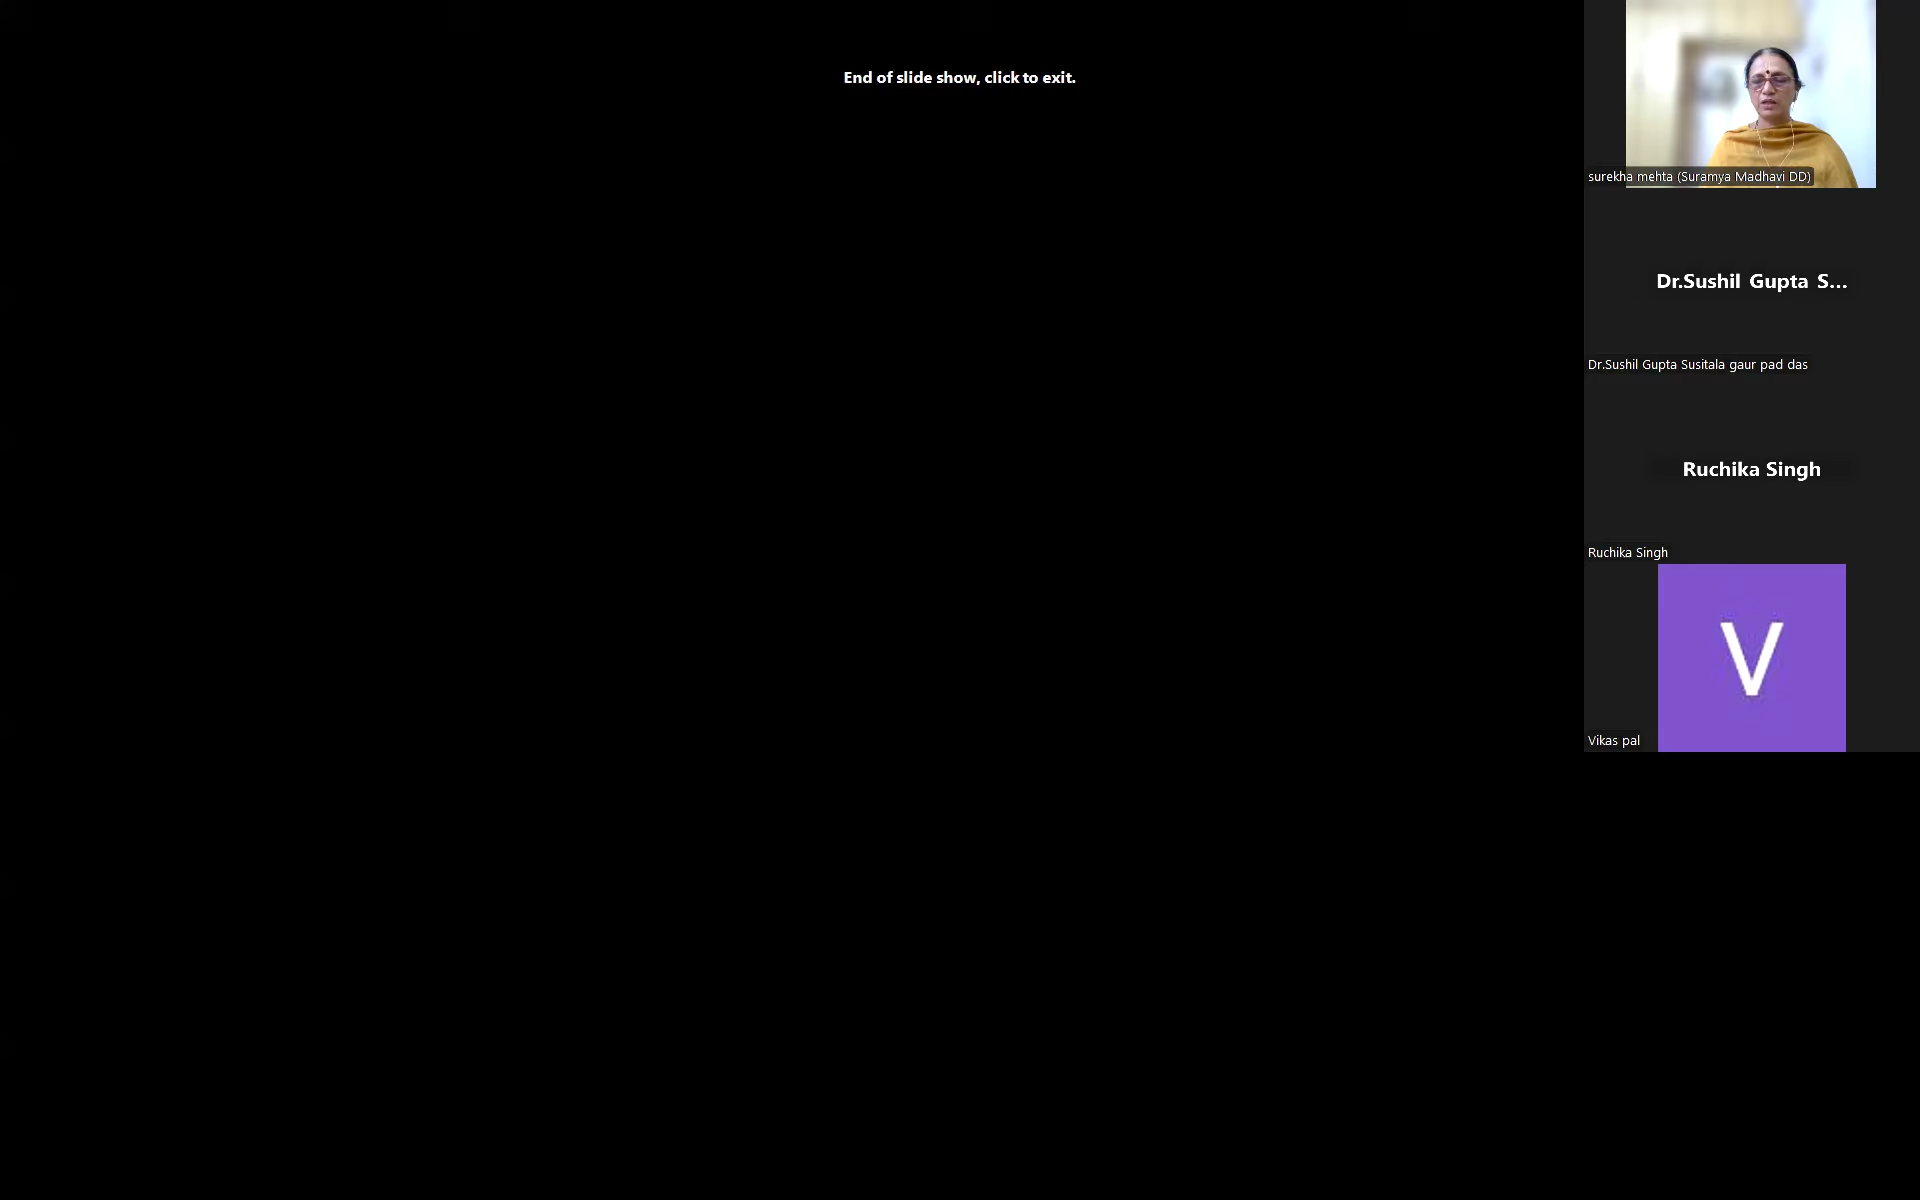 End of slide show, click to exit.
surekha mehta (Suramya Madhavi DD)
Dr.Sushil Gupta S...
Dr.Sushil Gupta Susitala gaur pad das
Ruchika Singh
Ruchika Singh
V
Vikas pal